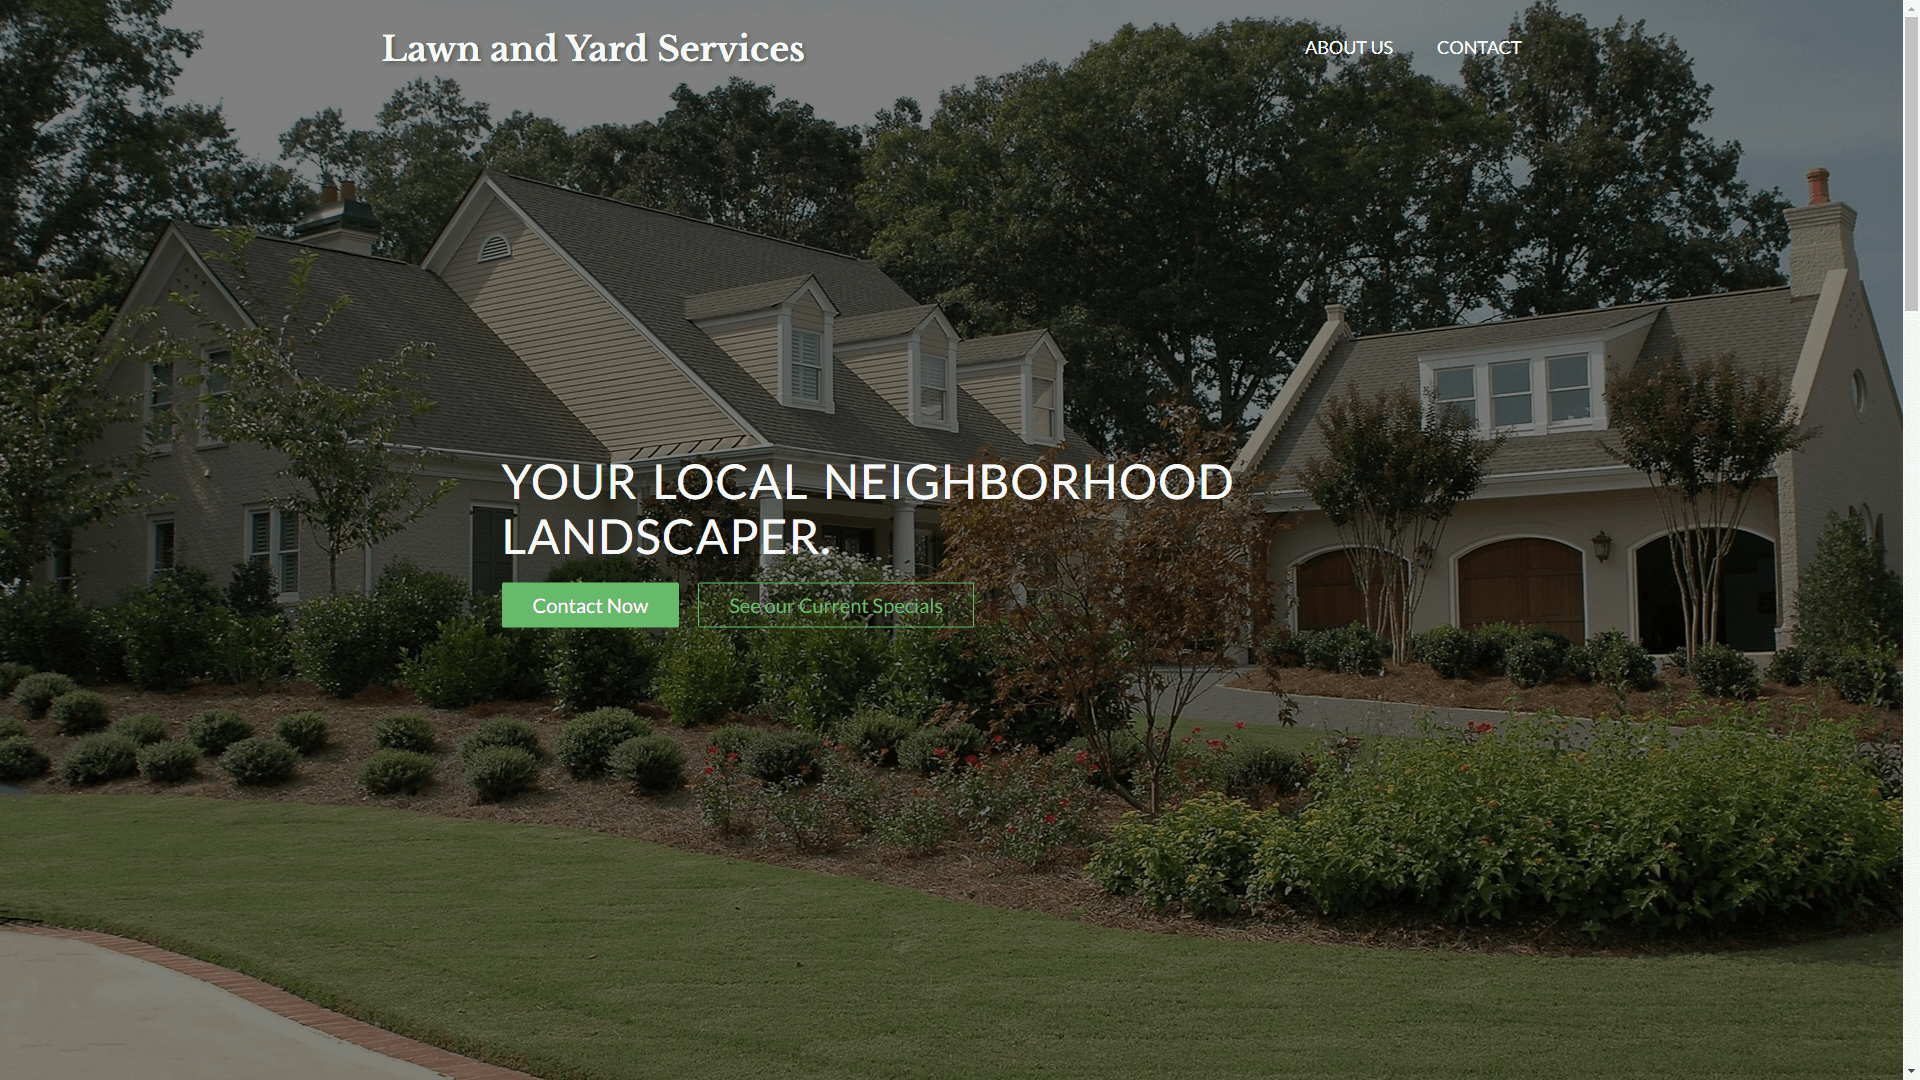 Lawn and Yard Services
ABOUT US
CONTACT
YOUR LOCAL NEIGHBORHOOD
LANDSCAPER.
Contact Now
See our Current Specials